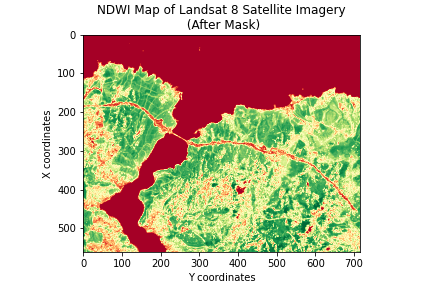 NDWI Map of Landsat 8 Satellite Imagery
(After Mask)
0
100
200
300
400
500
X coordinates
0 100 200 300 400 500 600 700
Y coordinates